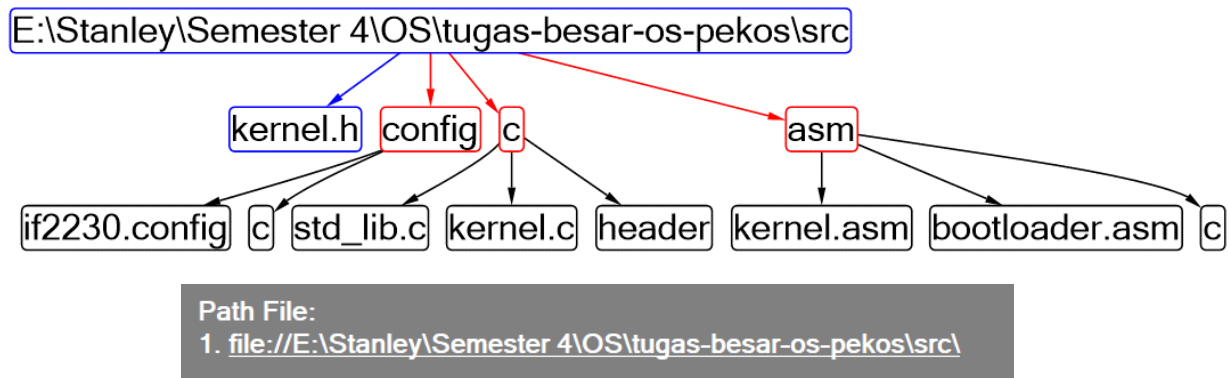 E:\Stanley\Semester 4\OS\tugas-besar-os-pekos\src
kernel.h config c asm
if2230.config c std_lib.c kernel.c header kernel.asm bootloader.asm c
Path File:
1. file://E:\Stanley\Semester 4\OS\tugas-besar-os-pekos\src\